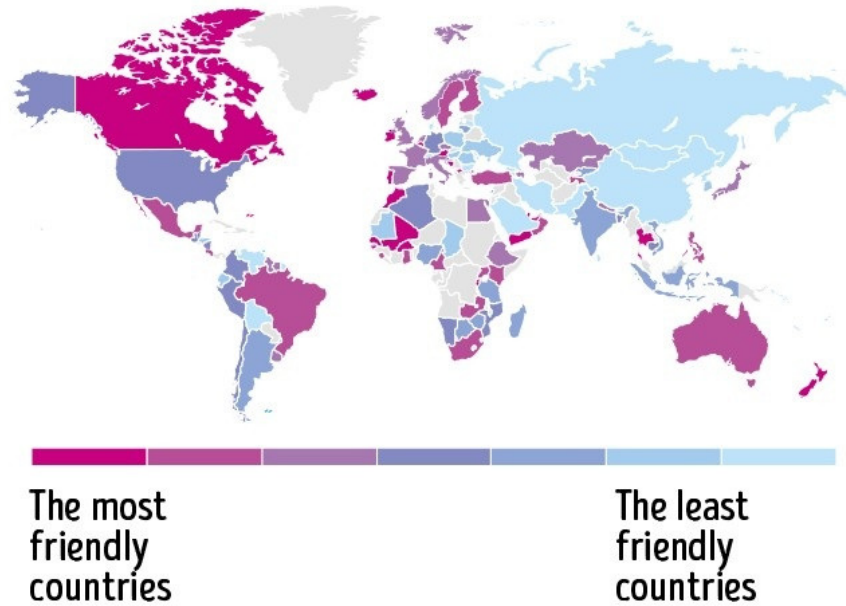 The most
friendly
countries
The least
friendly
countries